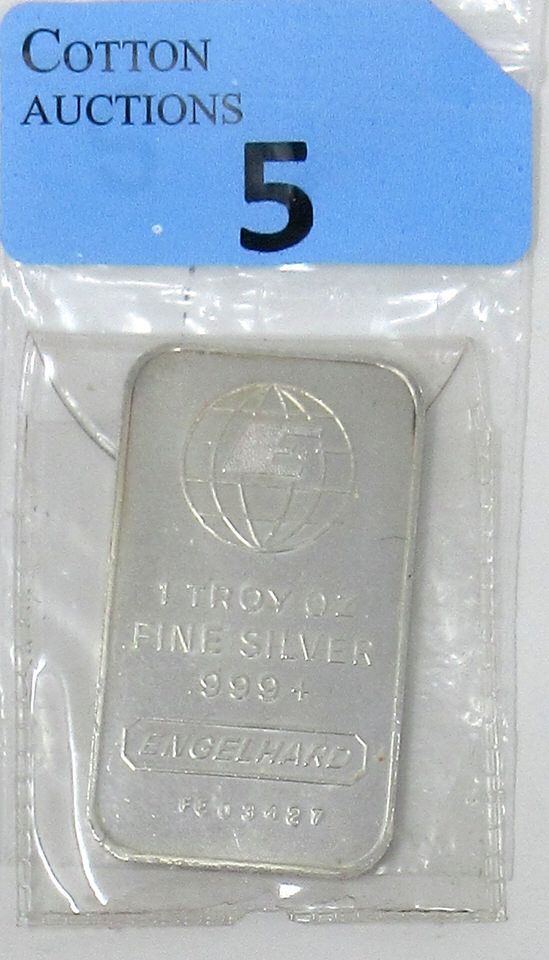 COTTON
AUCTIONS
5
E
1 TROY OZ
FINE SILVER
999+
ENGELHARD